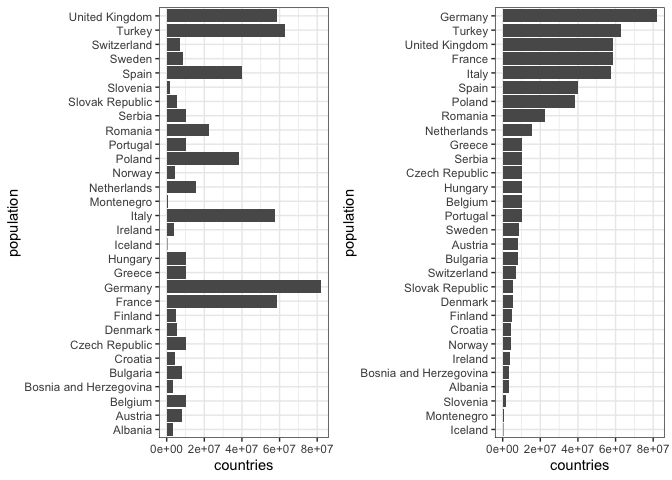 population
United Kingdom
Turkey
Switzerland
Sweden
Spain
Slovenia
Slovak Republic
Serbia
Romania
Portugal
Poland
Norway
Netherlands
Montenegro
Italy
Ireland
Iceland
Hungary
Greece
Germany
France
Finland
Denmark
Czech Republic
Croatia
Bulgaria
Bosnia and Herzegovina
Belgium
Austria
Albania
0e+00 2e+07 4e+07 6e+07 8e+07
countries
population
Germany
Turkey
United Kingdom
France
Italy
Spain
Poland
Romania
Netherlands
Greece
Serbia
Czech Republic
Hungary
Belgium
Portugal
Sweden
Austria
Bulgaria
Switzerland
Slovak Republic
Denmark
Finland
Croatia
Norway
Ireland
Bosnia and Herzegovina
Albania
Slovenia
Montenegro
Iceland
0e+00 2e+07 4e+07 6e+07 8e+07
countries